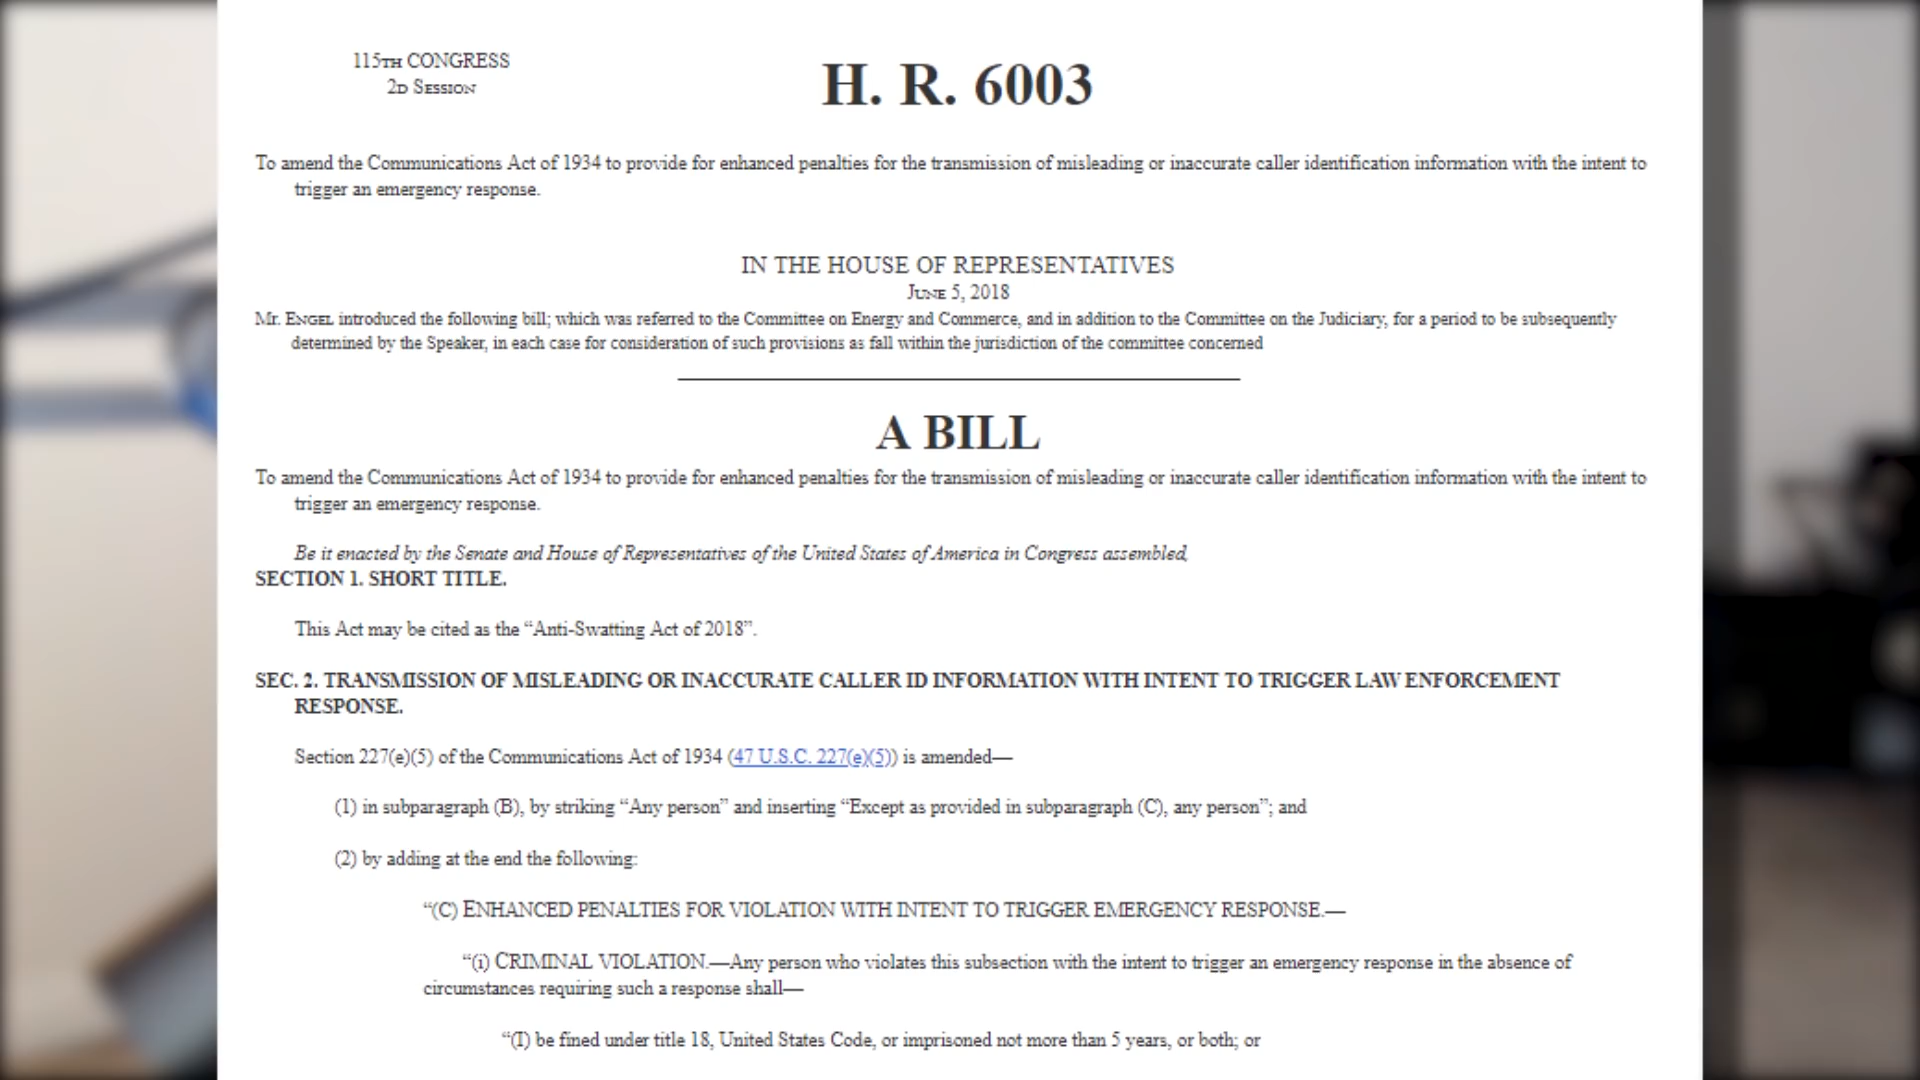 115TH CONGRESS
2D SESSION
H. R. 6003
To amend the Communications Act of 1934 to provide for enhanced penalties for the transmission of misleading or inaccurate caller identification information with the intent to
trigger an emergency response.
IN THE HOUSE OF REPRESENTATIVES
JUNE 5, 2018
Mr. ENGEL introduced the following bill; which was referred to the Committee on Energy and Commerce, and in addition to the Committee on the Judiciary, for a period to be subsequently
determined by the Speaker, in each case for consideration of such provisions as fall within the jurisdiction of the committee concerned
A BILL
To amend the Communications Act of 1934 to provide for enhanced penalties for the transmission of misleading or inaccurate caller identification information with the intent to
trigger an emergency response.
Be it enacted by the Senate and House of Representatives of the United States of America in Congress assembled,
SECTION 1. SHORT TITLE.
This Act may be cited as the “Anti-Swatting Act of 2018”.
SEC. 2. TRANSMISSION OF MISLEADING OR INACCURATE CALLER ID INFORMATION WITH INTENT TO TRIGGER LAW ENFORCEMENT
RESPONSE.
Section 227(e)(5) of the Communications Act of 1934 (47 U.S.C. 227(e)(5)) is amended—
(1) in subparagraph (B), by striking “Any person” and inserting “Except as provided in subparagraph (C), any person”; and
(2) by adding at the end the following:
“(C) ENHANCED PENALTIES FOR VIOLATION WITH INTENT TO TRIGGER EMERGENCY RESPONSE.—
“(i) CRIMINAL VIOLATION.—Any person who violates this subsection with the intent to trigger an emergency response in the absence of
circumstances requiring such a response shall—
“(I) be fined under title 18, United States Code, or imprisoned not more than 5 years, or both; or